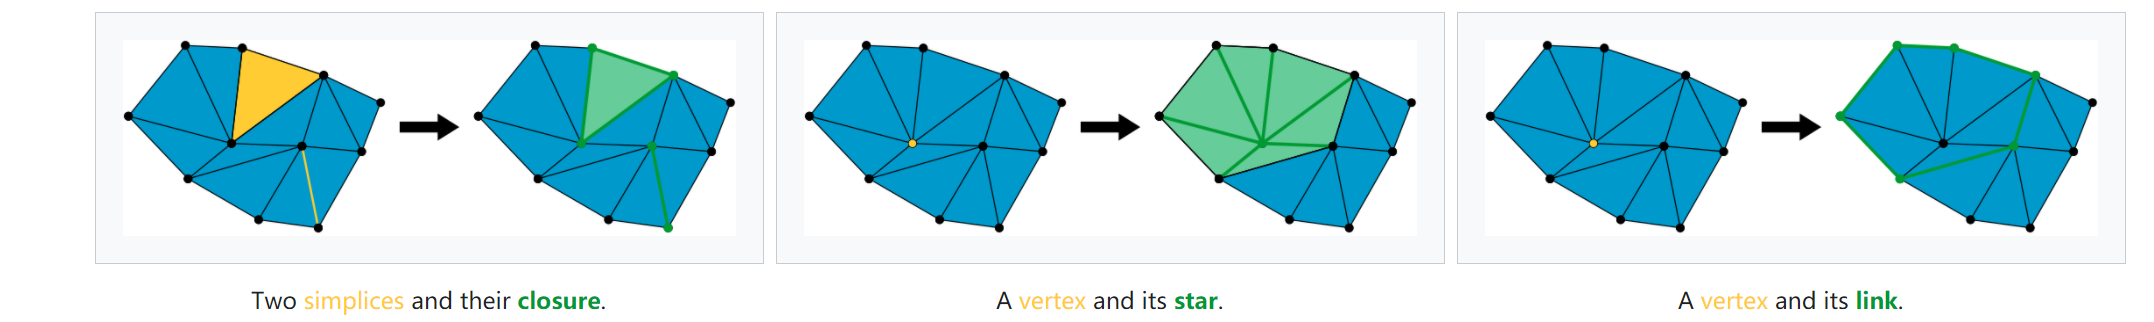 Two simplices and their closure.
A vertex and its star.
A vertex and its link.